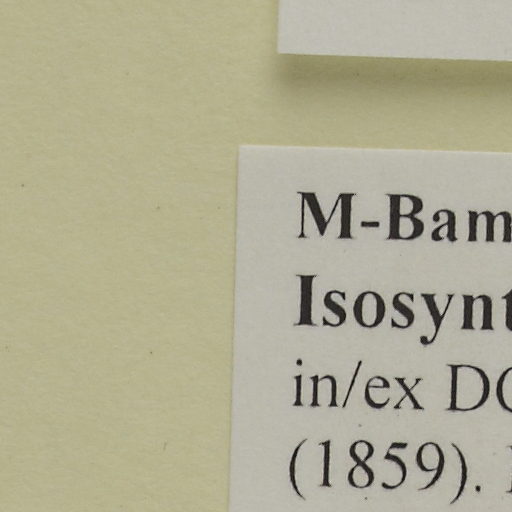 M-Bam
Isosynt
in/ex DC
(1859).